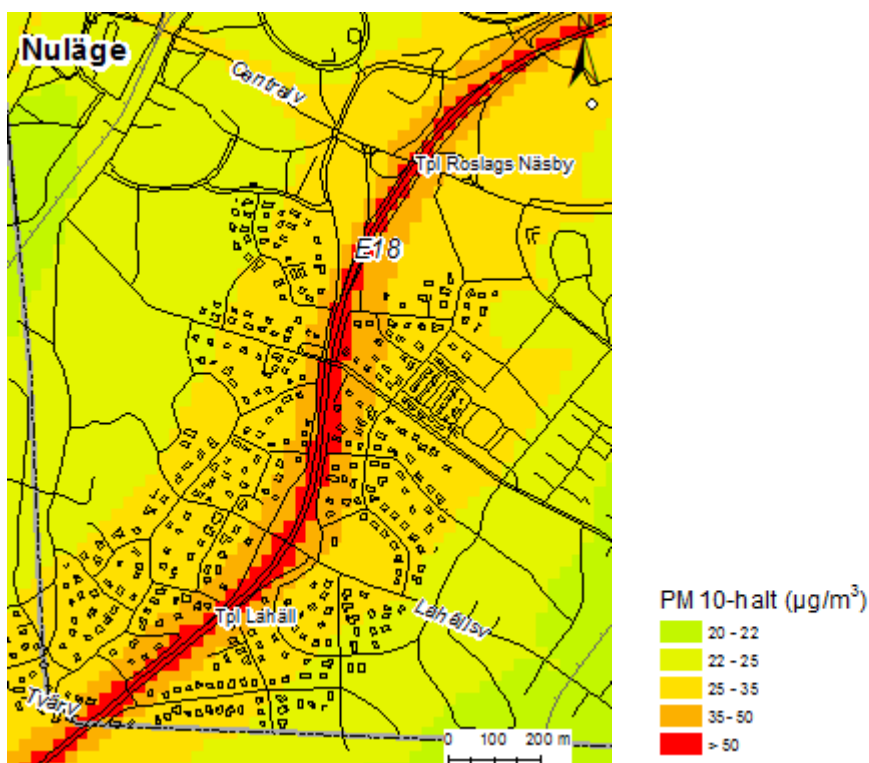 Nuläge
N
Centralv
Tpl Roslags Näsby
E18
Tpl Lahäll
Lahällsv
Tvärv
0 100 200 m
PM 10-halt (µg/m³)
20 - 22
22 - 25
25 - 35
35 - 50
> 50